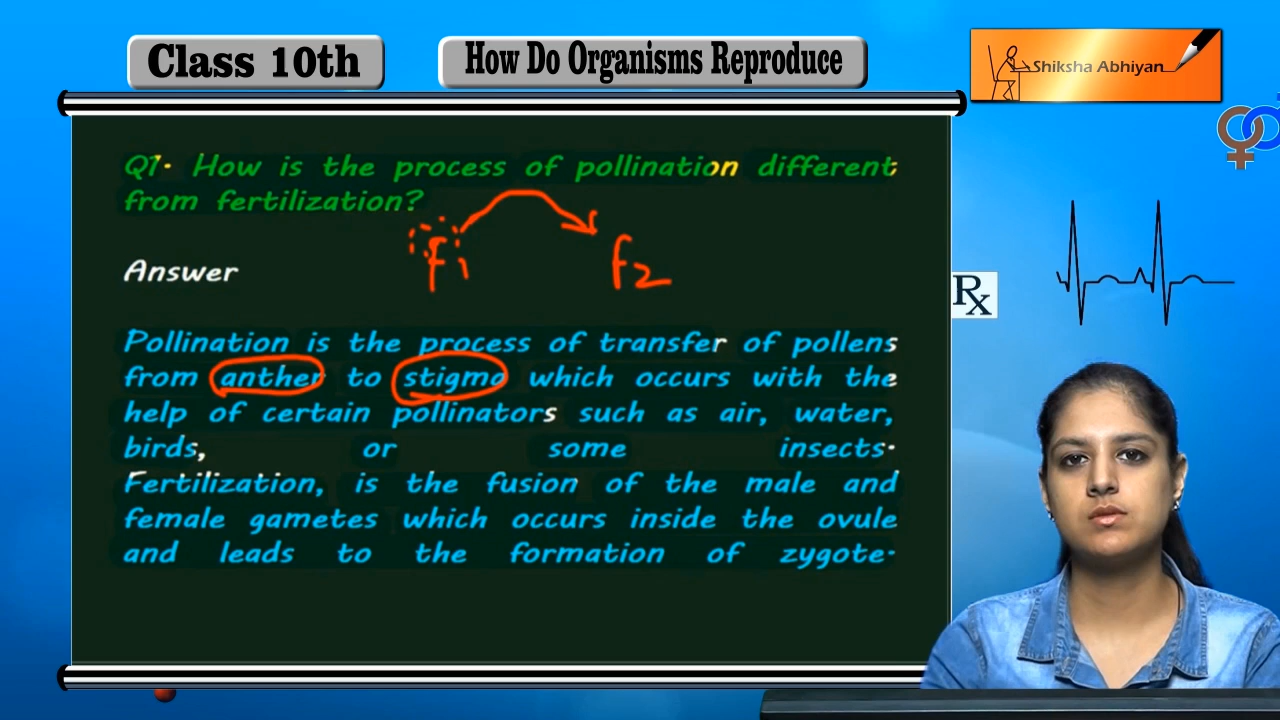 Class 10th
How Do Organisms Reproduce
Shiksha Abhiyan
Q1. How is the process of pollination different
from fertilization?
f1 f2
Answer
Rx
Pollination is the process of transfer of pollens
from anther to stigma which occurs with the
help of certain pollinators such as air, water,
birds, or some insects.
Fertilization, is the fusion of the male and
female gametes which occurs inside the ovule
and leads to the formation of zygote.